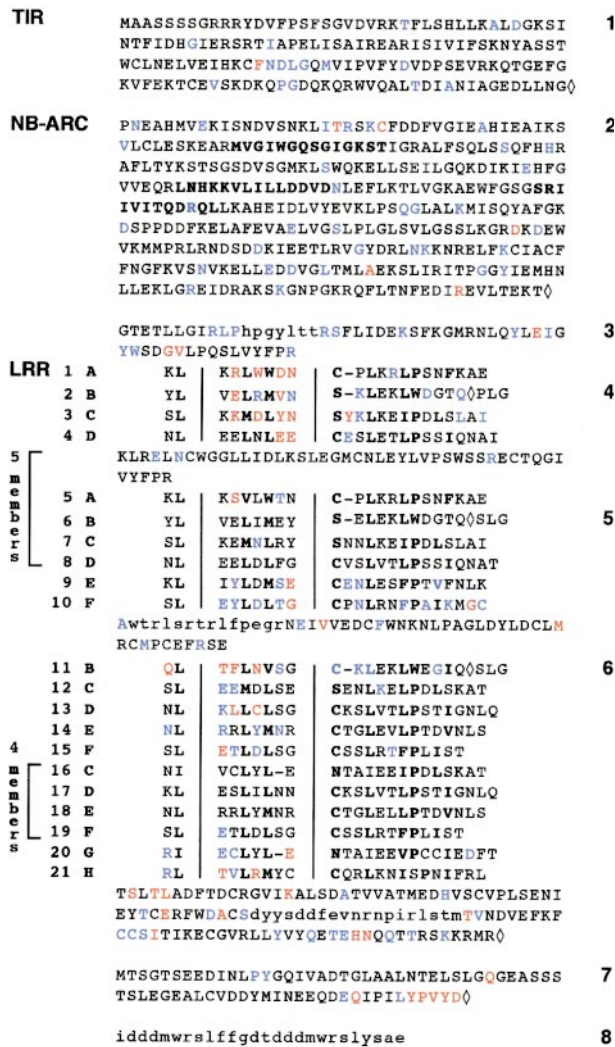 TIR MAASSSSGRRRYDVFPSFSGVDVRKTFLSHLLKALDGKSI 1
NTFIDHGIERSRTIAPELISAIREARISIVIFSKNYASST
WCLNELVEIHKCFNDLGQMVIPVFYDVDPSEVRKQTGEFG
KVFEKTCEVSKDKQPGDQKQRWVQALTDIANIAGEDLLNG◊
NB-ARC PNEAHMVEKISNDVSNKLITRSKCFDDFVGIEAHIEAIKS 2
VLCLESKEARMVGIWGQSGIGKSTIGRALFSQLSSQFHHR
AFLTYKSTSGSDVSGMKLSWQKELLSEILGQKDIKIEHFG
VVEQRLNHKKVLILLDDVDNLEFLKTLVGKAEWFGSGSRI
IVITQDRQLLKAHEIDLVYEVKLPSQGLALKMISQYAFGK
DSPPDDFKELAFEVAELVGSLPLGLSVLGSSLKGRDKDEW
VKMMPRLRNDSDDKIEETLRVGYDRLNKKNRELFKCIACF
FNGFKVSNVKELLEDDVGLTMLAEKSLIRITPGGYIEMHN
LLEKLGREIDRAKSKGNPGKRQFLTNFEDIREVLTEKT◊
GTETLLGIRLPhpgylttRSFLIDEKSFKGMRNLQYLEIG 3
YWSDGVLPQSLVYFPR
LRR 1 A KL KRLWWDN C-PLKRLPSNFKAE
2 B YL VELRMVN S-KLEKLWDGTQ◊PLG 4
3 C SL KKMDLYN SYKLKEIPDLSLAI
4 D NL EELNLEE CESLETLPSSIQNAI
KLRELNCWGGLLIDLKSLEGMCNLEYLVPSWSSRECTQGI
VYFPR
5 members
5 A KL KSVLWTN C-PLKRLPSNFKAE
6 B YL VELIMEY S-ELEKLWDGTQ◊SLG 5
7 C SL KEMNLRY SNNLKEIPDLSLAI
8 D NL EELDLFG CVSLVTLPSSIQNAT
9 E KL IYLDMSE CENLESFPTVFNLK
10 F SL EYLDLTG CPNLRNFPAIKMGC
AwtrlsrtrlfpegrNEIVVEDCFWNKNLPAGLDYLDCLM
RCMPCEFRSE
11 B QL TFLNVSG C-KLEKLWEGIQ◊SLG 6
12 C SL EEMDLSE SENLKELPDLSKAT
13 D NL KLLCLSG CKSLVTLPSTIGNLQ
14 E NL RRLYMNR CTGLEVLPTDVNLS
15 F SL ETLDLSG CSSLRTFPLIST
4 members
16 C NI VCLYL-E NTAIEEIPDLSKAT
17 D KL ESLILNN CKSLVTLPSTIGNLQ
18 E NL RRLYMNR CTGLELLPTDVNLS
19 F SL ETLDLSG CSSLRTFPLIST
20 G RI ECLYL-E NTAIEEVPCCIEDFT
21 H RL TVLRMYC CQRLKNISPNIFRL
TSLTLADFTDCRGVIKALSDATVVATMEDHVSCVPLSENI
EYTCERFWDACSdyysddfevnrnpirlstmTVNDVEFKF
CCSITIKECGVRLLYVYQETEHNQQTTRSKKRMR◊
MTSGTSEEDINLPYGQIVADTGLAALNTELSLGQGEASSS 7
TSLEGEALCVDDYMINEEQDEQIPILYPVYD◊
idddmwrslffgdtdddmwrslysae 8